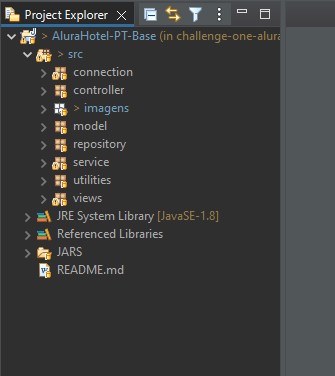 Project Explorer
> AluraHotel-PT-Base (in challenge-one-alura
> src
connection
controller
> imagens
model
repository
service
utilities
views
JRE System Library [JavaSE-1.8]
Referenced Libraries
JARS
README.md